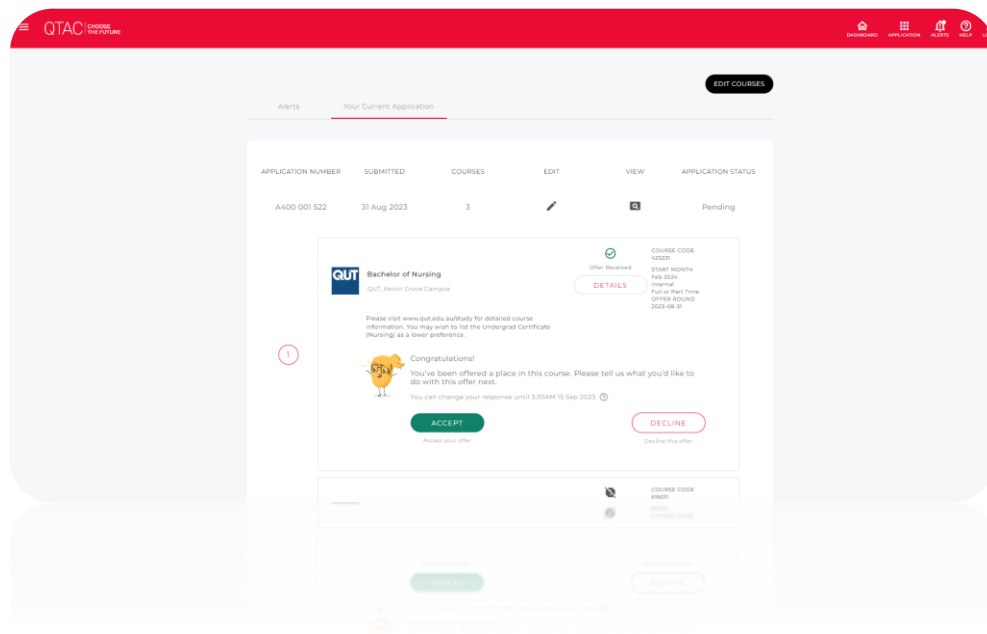 QTAC CHOOSE THE FUTURE
DASHBOARD APPLICATION ALERTS HELP
EDIT COURSES
Alerts Your Current Application
APPLICATION NUMBER SUBMITTED COURSES EDIT VIEW APPLICATION STATUS
A400 001 522 31 Aug 2023 3 Pending
1
QUT Bachelor of Nursing
QUT, Kelvin Grove Campus
Offer Received
DETAILS
COURSE CODE
425231
START MONTH
Feb 2024
Internal
Full or Part Time
OFFER ROUND
2023-08-31
Please visit www.qut.edu.au/study for detailed course
information. You may wish to list the Undergrad Certificate
(Nursing) as a lower preference.
Congratulations!
You've been offered a place in this course. Please tell us what you'd like to
do with this offer next.
You can change your response until 3:30AM 15 Sep 2023.
ACCEPT DECLINE
Accept your offer Decline this offer
COURSE CODE